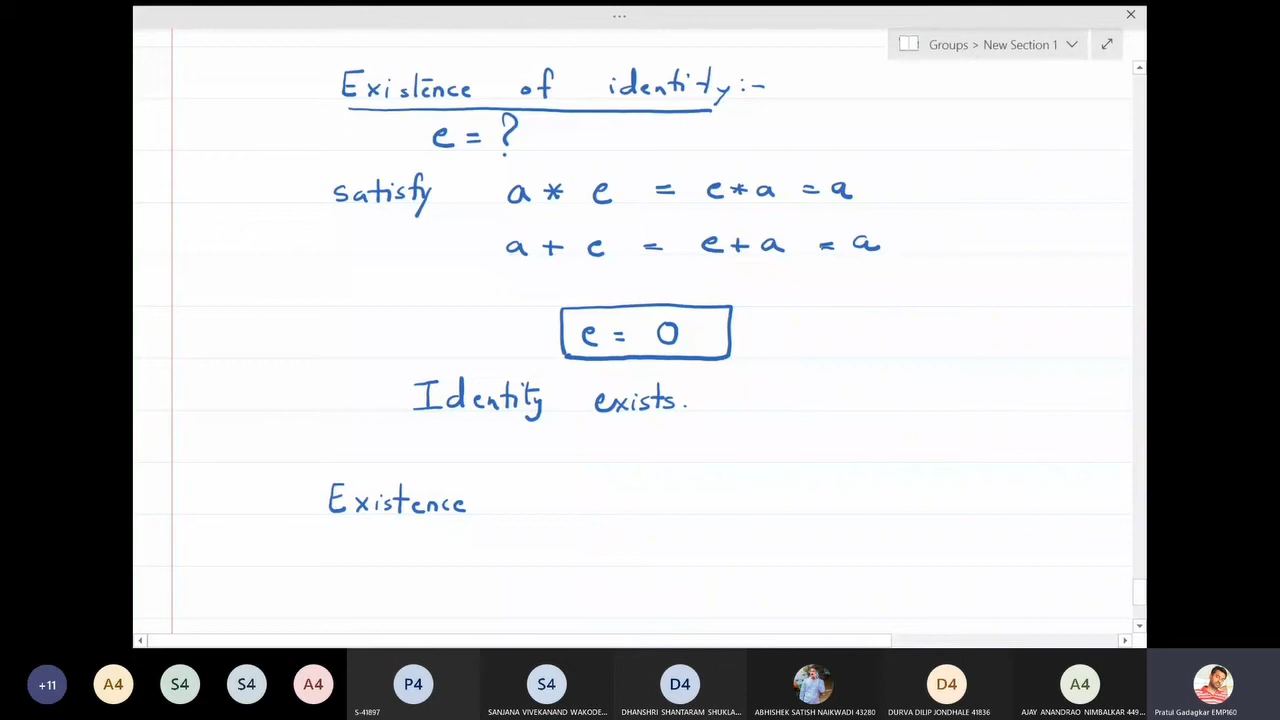 Groups > New Section 1
Existence of identity:-
e = ?
satisfy a * e = e * a = a
a + e = e + a = a
e = 0
Identity exists.
Existence
+11 A4 S4 S4 A4 P4 S4 D4 D4 A4
S-41897 SANJANA VIVEKANAND WAKODE... DHANSHRI SHANTARAM SHUKLA... ABHISHEK SATISH NAIKWADI 43280 DURVA DILIP JONDHALE 41836 AJAY ANANDRAO NIMBALKAR 449... Pratul Gadagkar EMP160